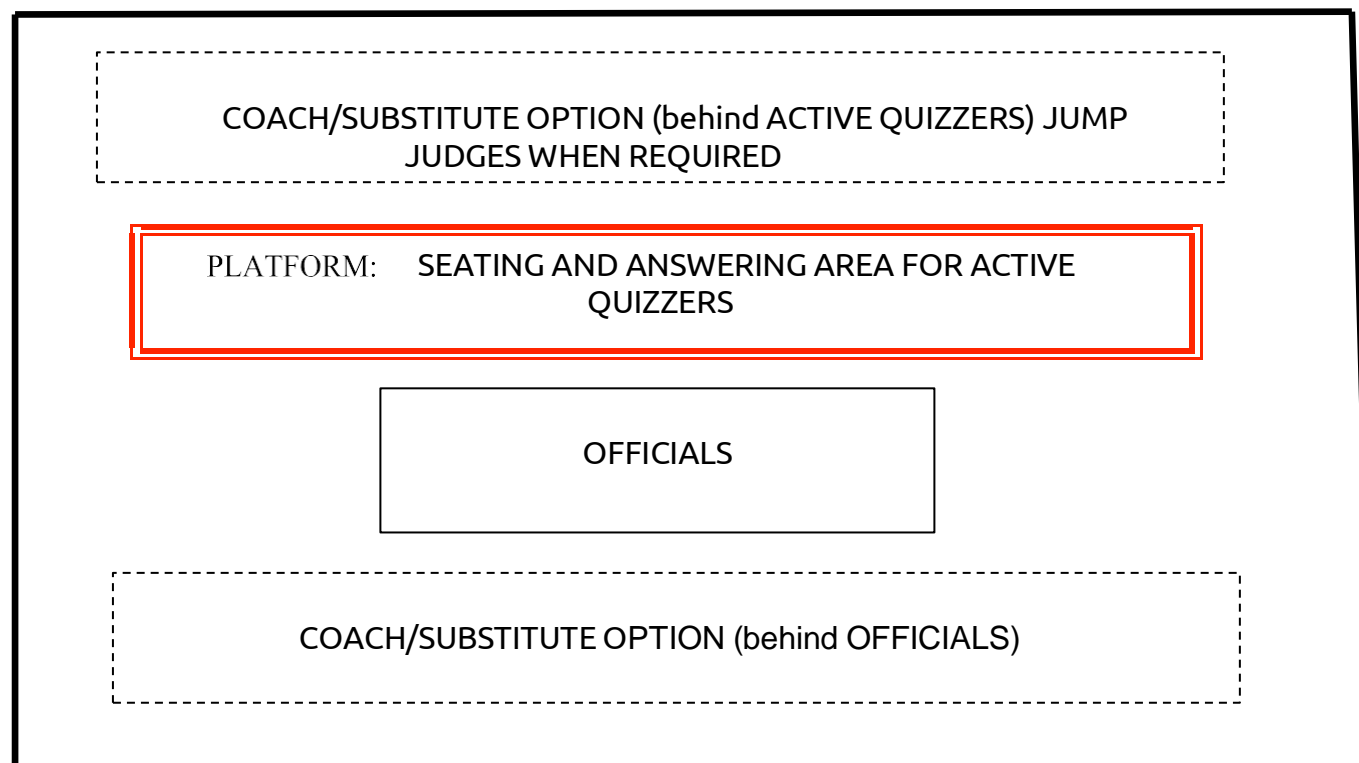 COACH/SUBSTITUTE OPTION (behind ACTIVE QUIZZERS) JUMP
JUDGES WHEN REQUIRED
PLATFORM: SEATING AND ANSWERING AREA FOR ACTIVE
QUIZZERS
OFFICIALS
COACH/SUBSTITUTE OPTION (behind OFFICIALS)